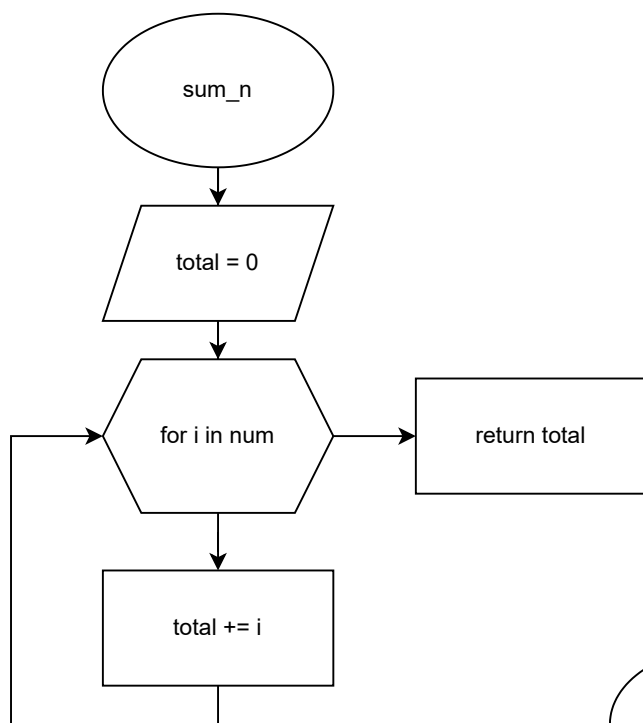 sum_n
total = 0
for i in num
return total
total += i